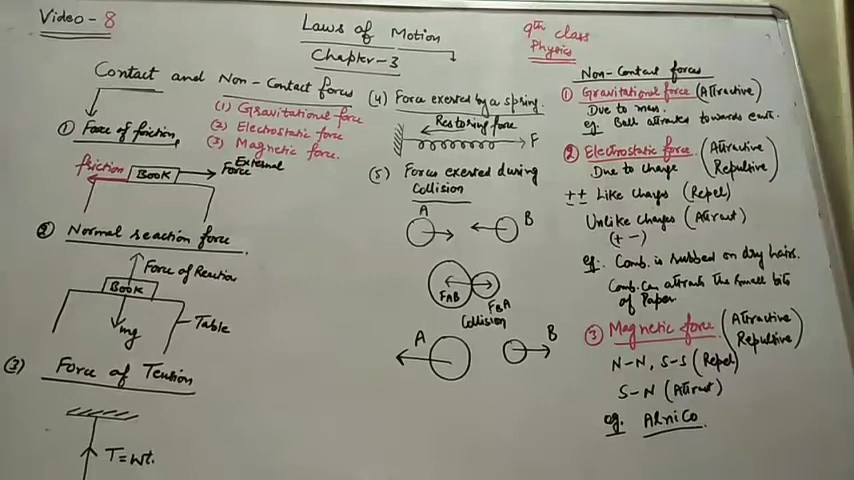 Video - 8
Laws of Motion
Chapter - 3
9th class
Physics
Contact and Non-Contact forces
(1) Gravitational force
(2) Electrostatic force
(3) Magnetic force.
① Force of friction,
friction
Book
External
Force
② Normal reaction force
Force of Reaction
Book
mg
Table
(3) Force of Tension
T = Wt.
(4) Force exerted by a spring.
Restoring force
F
(5) Forces exerted during
Collision
A
B
FAB
FBA
Collision
A
B
Non-Contact forces
① Gravitational force (Attractive)
Due to mass
eg Ball attracts towards earth.
② Electrostatic force (Attractive
Repulsive)
Due to charge
++ Like charges (Repel)
- -
Unlike charges (Attract)
(+ -)
eg. Comb is rubbed on dry hairs.
Comb can attracts the small bits
of Paper
③ Magnetic force (Attractive
Repulsive)
N-N, S-S (Repel)
S-N (Attract)
eg. AlNiCo.